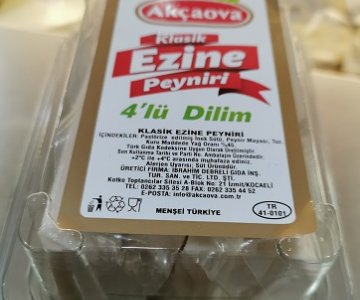 Akçaova
Klasik
Ezine
Peyniri
4'lü Dilim
KLASİK EZİNE PEYNİRİ
İÇİNDEKİLER: Pastörize edilmiş İnek Sütü, Peynir Mayası, Tuz
Kuru Maddede Yağ Oranı %45
Türk Gıda Kodeksine Uygun Olarak Üretilmiştir.
Son Kullanma Tarihi ve Parti No. Ambalaj Üzerindedir.
+2°C ile +4°C arasında muhafaza ediniz.
Alerjen Uyarısı: Süt Ürünüdür
ÜRETİCİ FİRMA: İBRAHİM DEBRELİ GIDA İNŞ.
TUR. SAN. ve TİC. LTD. ŞTİ.
Kofko Toptancılar Sitesi A-Blok No: 21 İzmit/KOCAELİ
TEL: 0262 335 35 28 FAX: 0262 335 44 52
E-POSTA: info@akcaova.com.tr
MENŞEİ TÜRKİYE
TR
41-0101